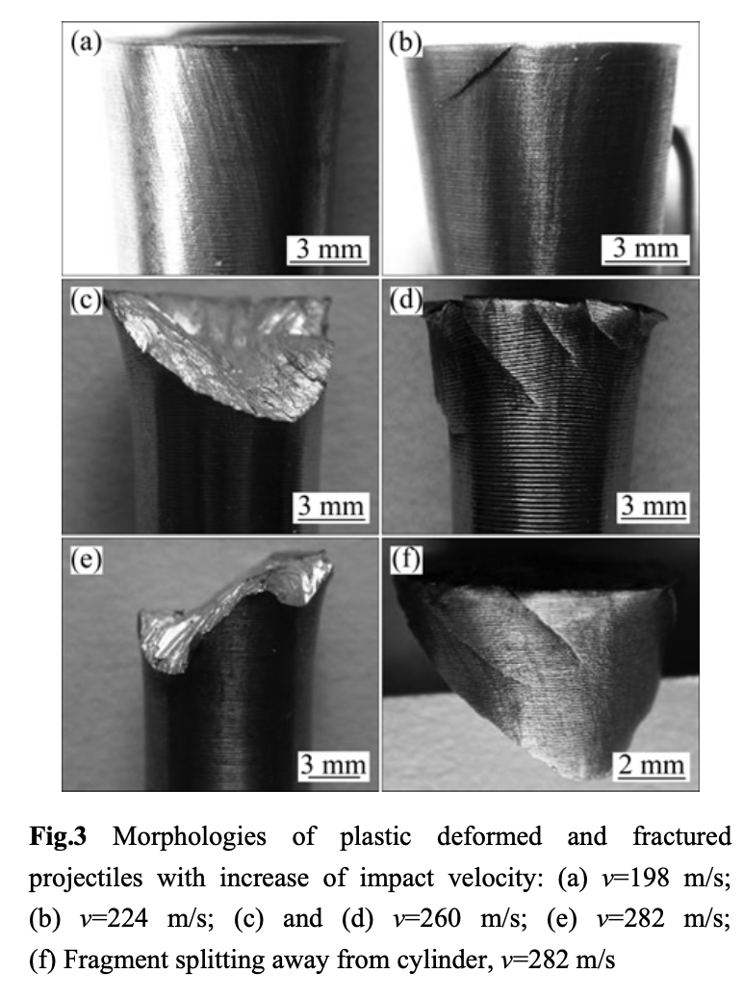 (a)
(b)
3 mm
3 mm
(c)
(d)
3 mm
3 mm
(e)
(f)
3 mm
2 mm
Fig.3 Morphologies of plastic deformed and fractured
projectiles with increase of impact velocity: (a) v=198 m/s;
(b) v=224 m/s; (c) and (d) v=260 m/s; (e) v=282 m/s;
(f) Fragment splitting away from cylinder, v=282 m/s